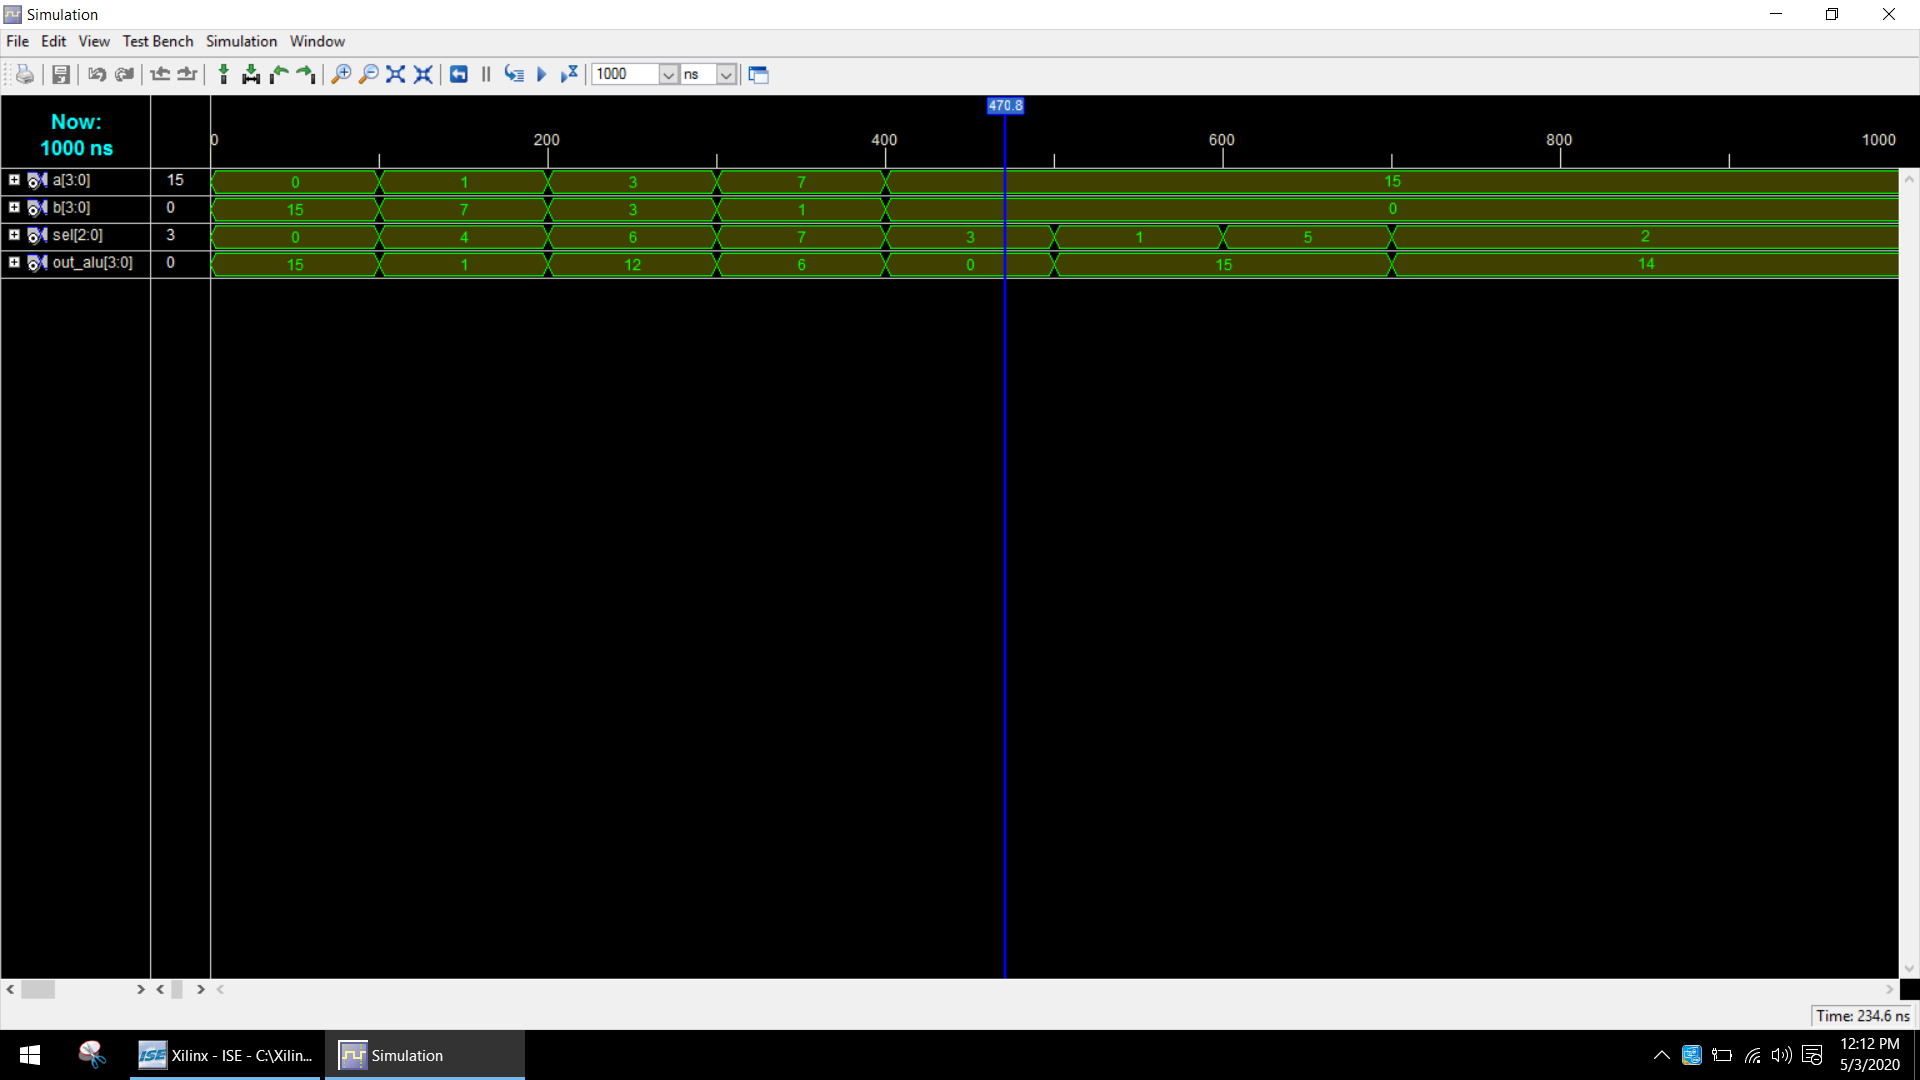 Simulation
File Edit View Test Bench Simulation Window
1000 ns
470.8
Now:
1000 ns
0 200 400 600 800 1000
a[3:0] 15 0 1 3 7 15
b[3:0] 0 15 7 3 1 0
sel[2:0] 3 0 4 6 7 3 1 5 2
out_alu[3:0] 0 15 1 12 6 0 15 14
Time: 234.6 ns
ISE Xilinx - ISE - C:\Xilin... Simulation
12:12 PM
5/3/2020